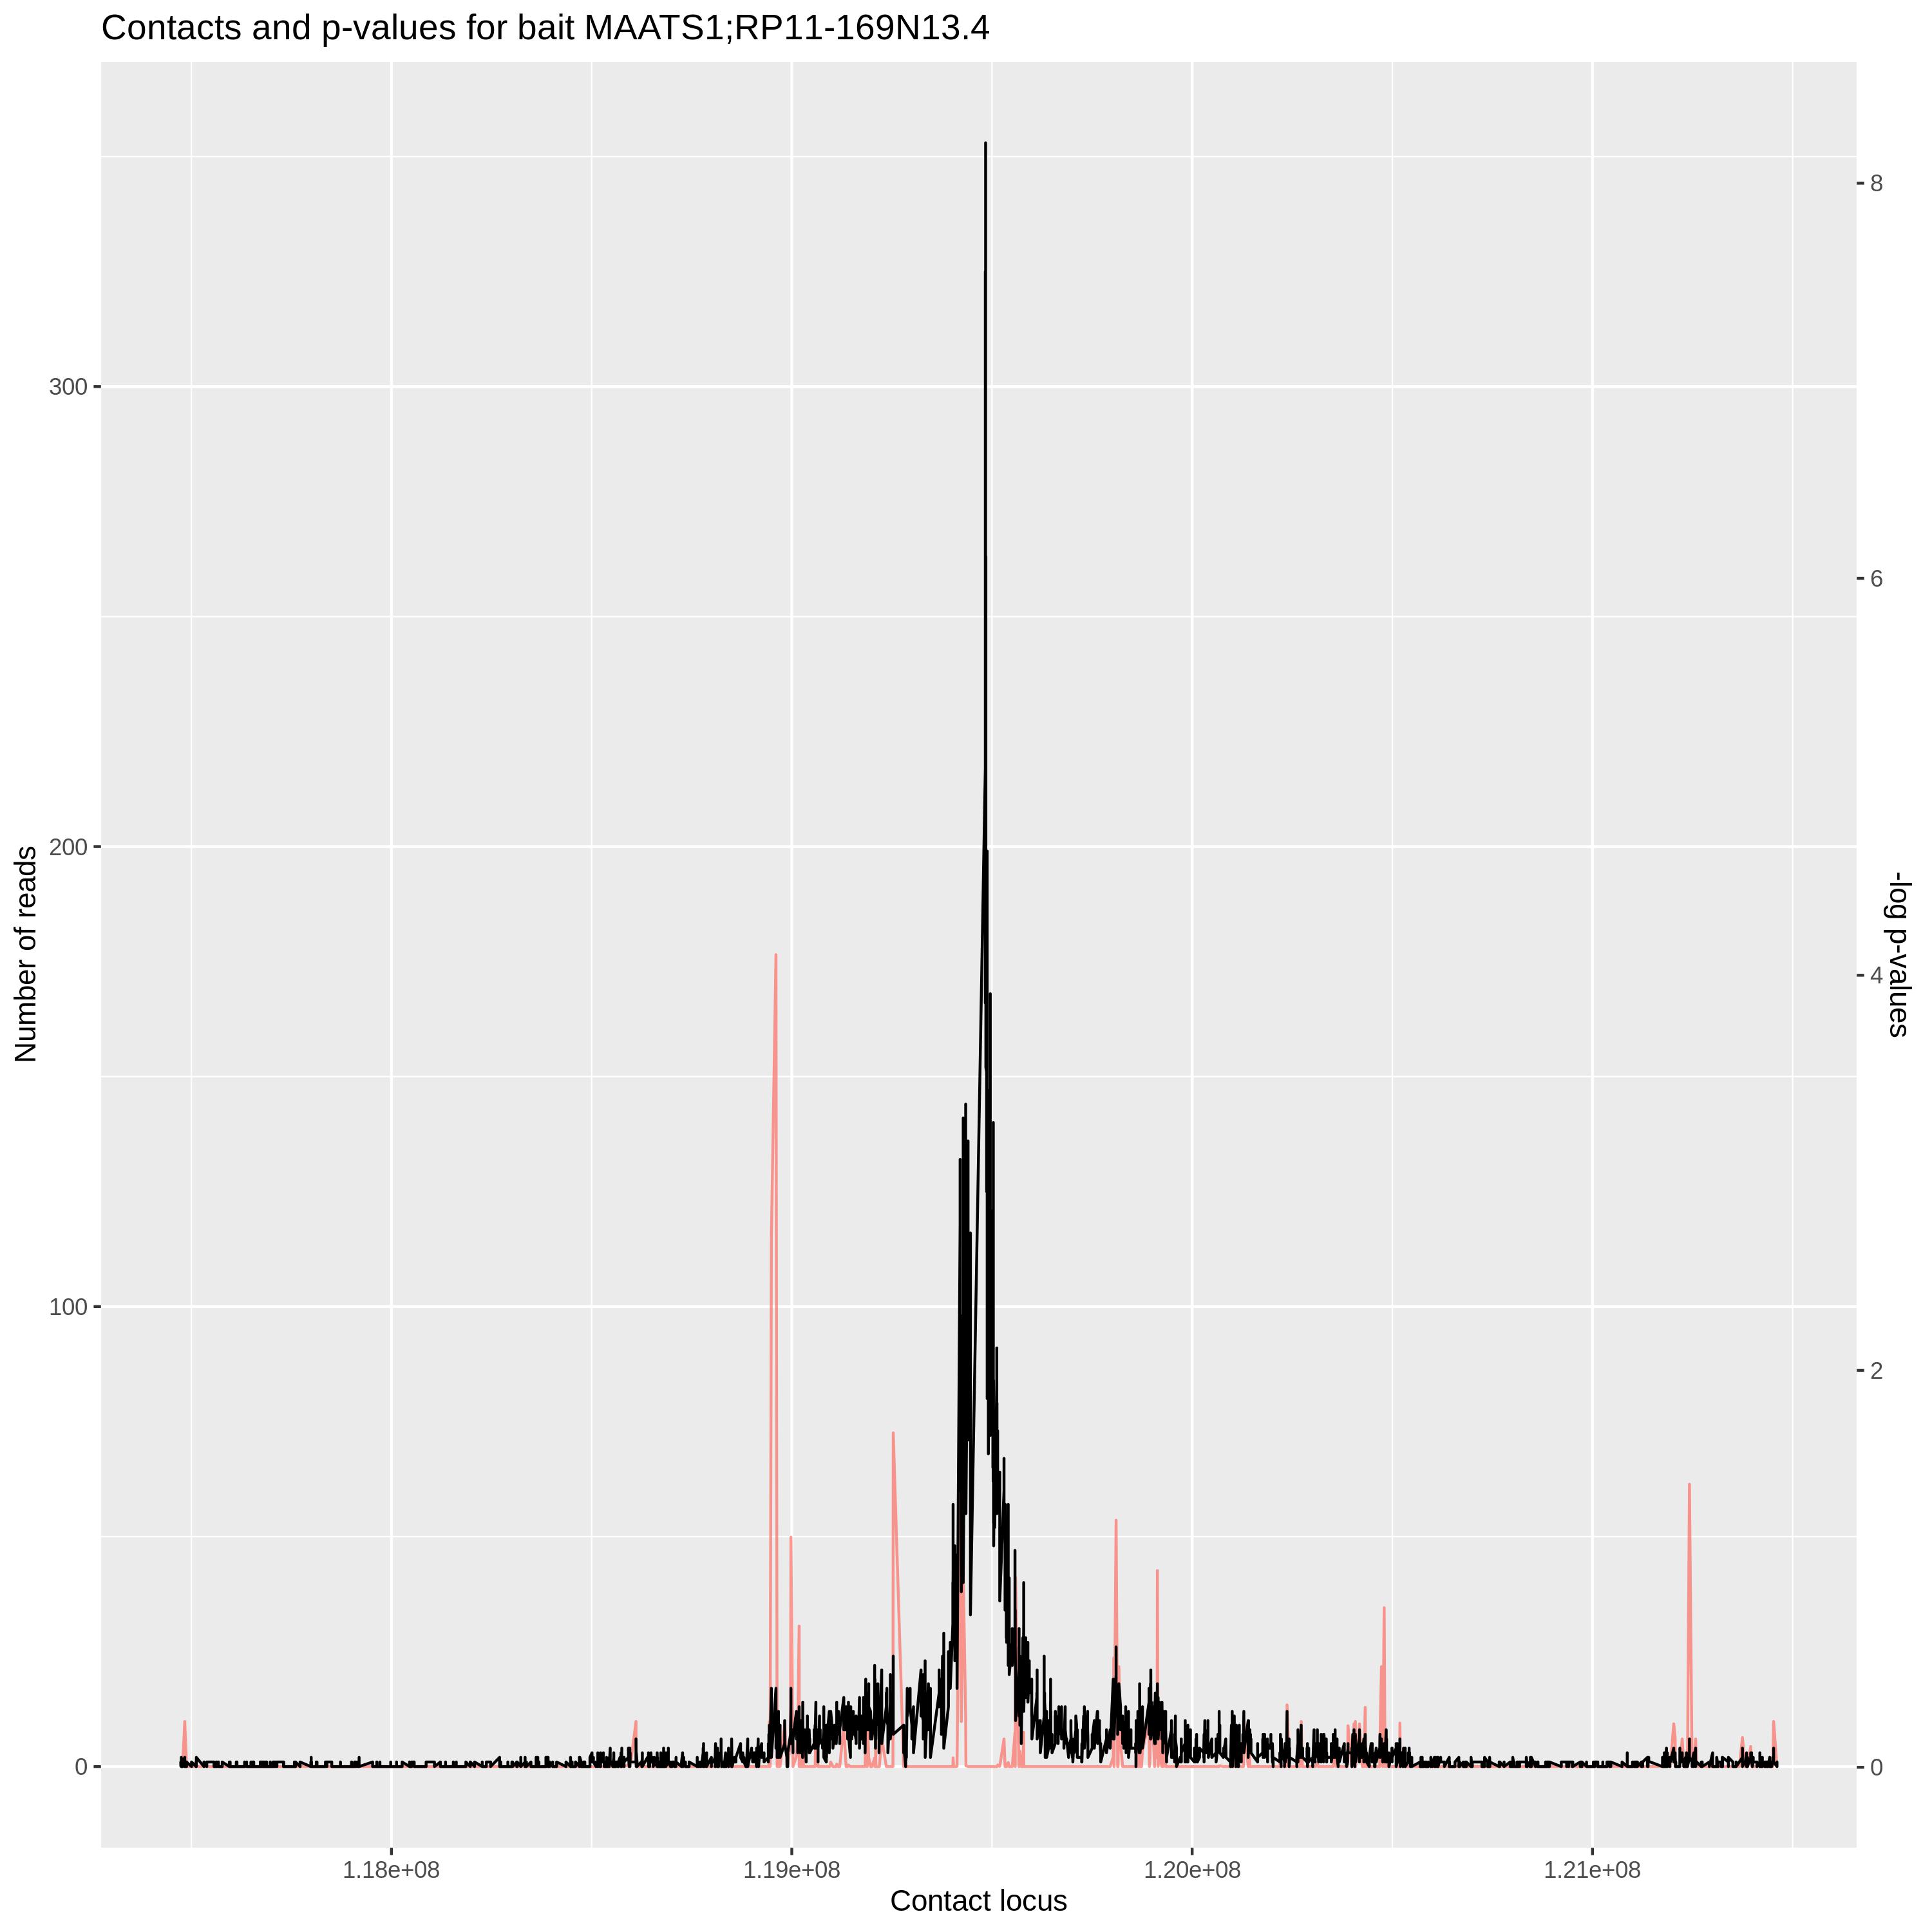 Contacts and p-values for bait MAATS1;RP11-169N13.4
Number of reads
300
200
100
0
8
6
4
2
0
-log p-values
1.18e+08 1.19e+08 1.20e+08 1.21e+08
Contact locus